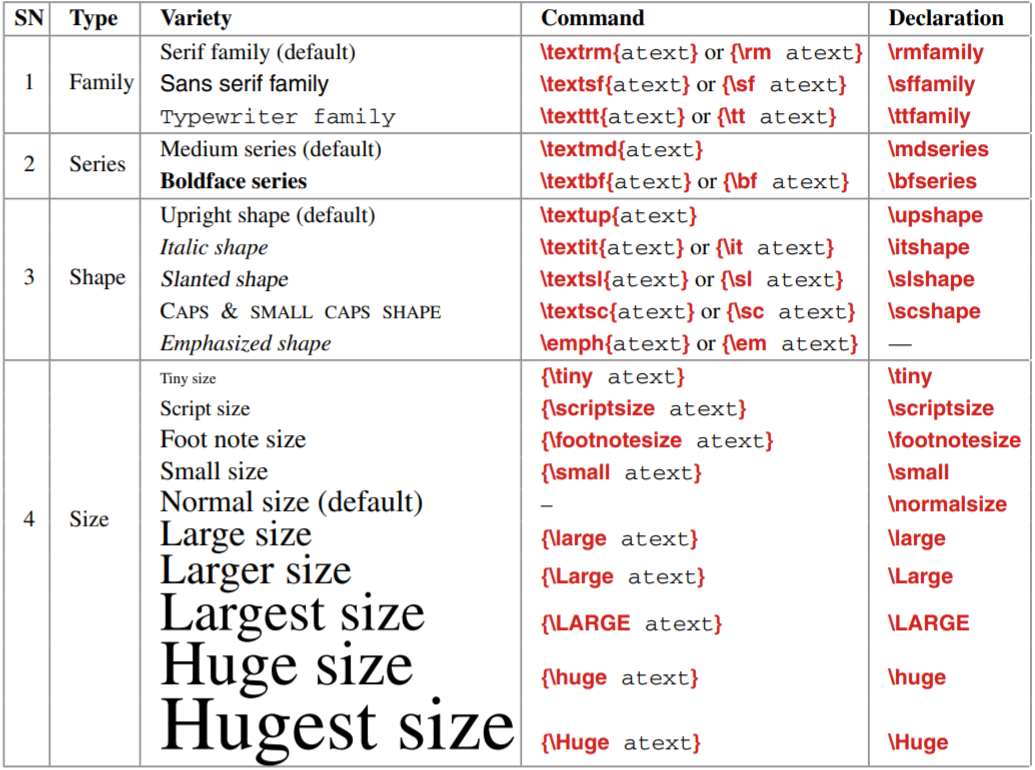 SN Type Variety Command Declaration
Serif family (default) \textrm{atext} or {\rm atext} \rmfamily
1 Family Sans serif family \textsf{atext} or {\sf atext} \sffamily
Typewriter family \texttt{atext} or {\tt atext} \ttfamily
2 Series Medium series (default) \textmd{atext} \mdseries
Boldface series \textbf{atext} or {\bf atext} \bfseries
Upright shape (default) \textup{atext} \upshape
Italic shape \textit{atext} or {\it atext} \itshape
3 Shape Slanted shape \textsl{atext} or {\sl atext} \slshape
CAPS & SMALL CAPS SHAPE \textsc{atext} or {\sc atext} \scshape
Emphasized shape \emph{atext} or {\em atext} —
Tiny size {\tiny atext} \tiny
Script size {\scriptsize atext} \scriptsize
Foot note size {\footnotesize atext} \footnotesize
Small size {\small atext} \small
Normal size (default) – \normalsize
4 Size Large size {\large atext} \large
Larger size {\Large atext} \Large
Largest size {\LARGE atext} \LARGE
Huge size {\huge atext} \huge
Hugest size {\Huge atext} \Huge